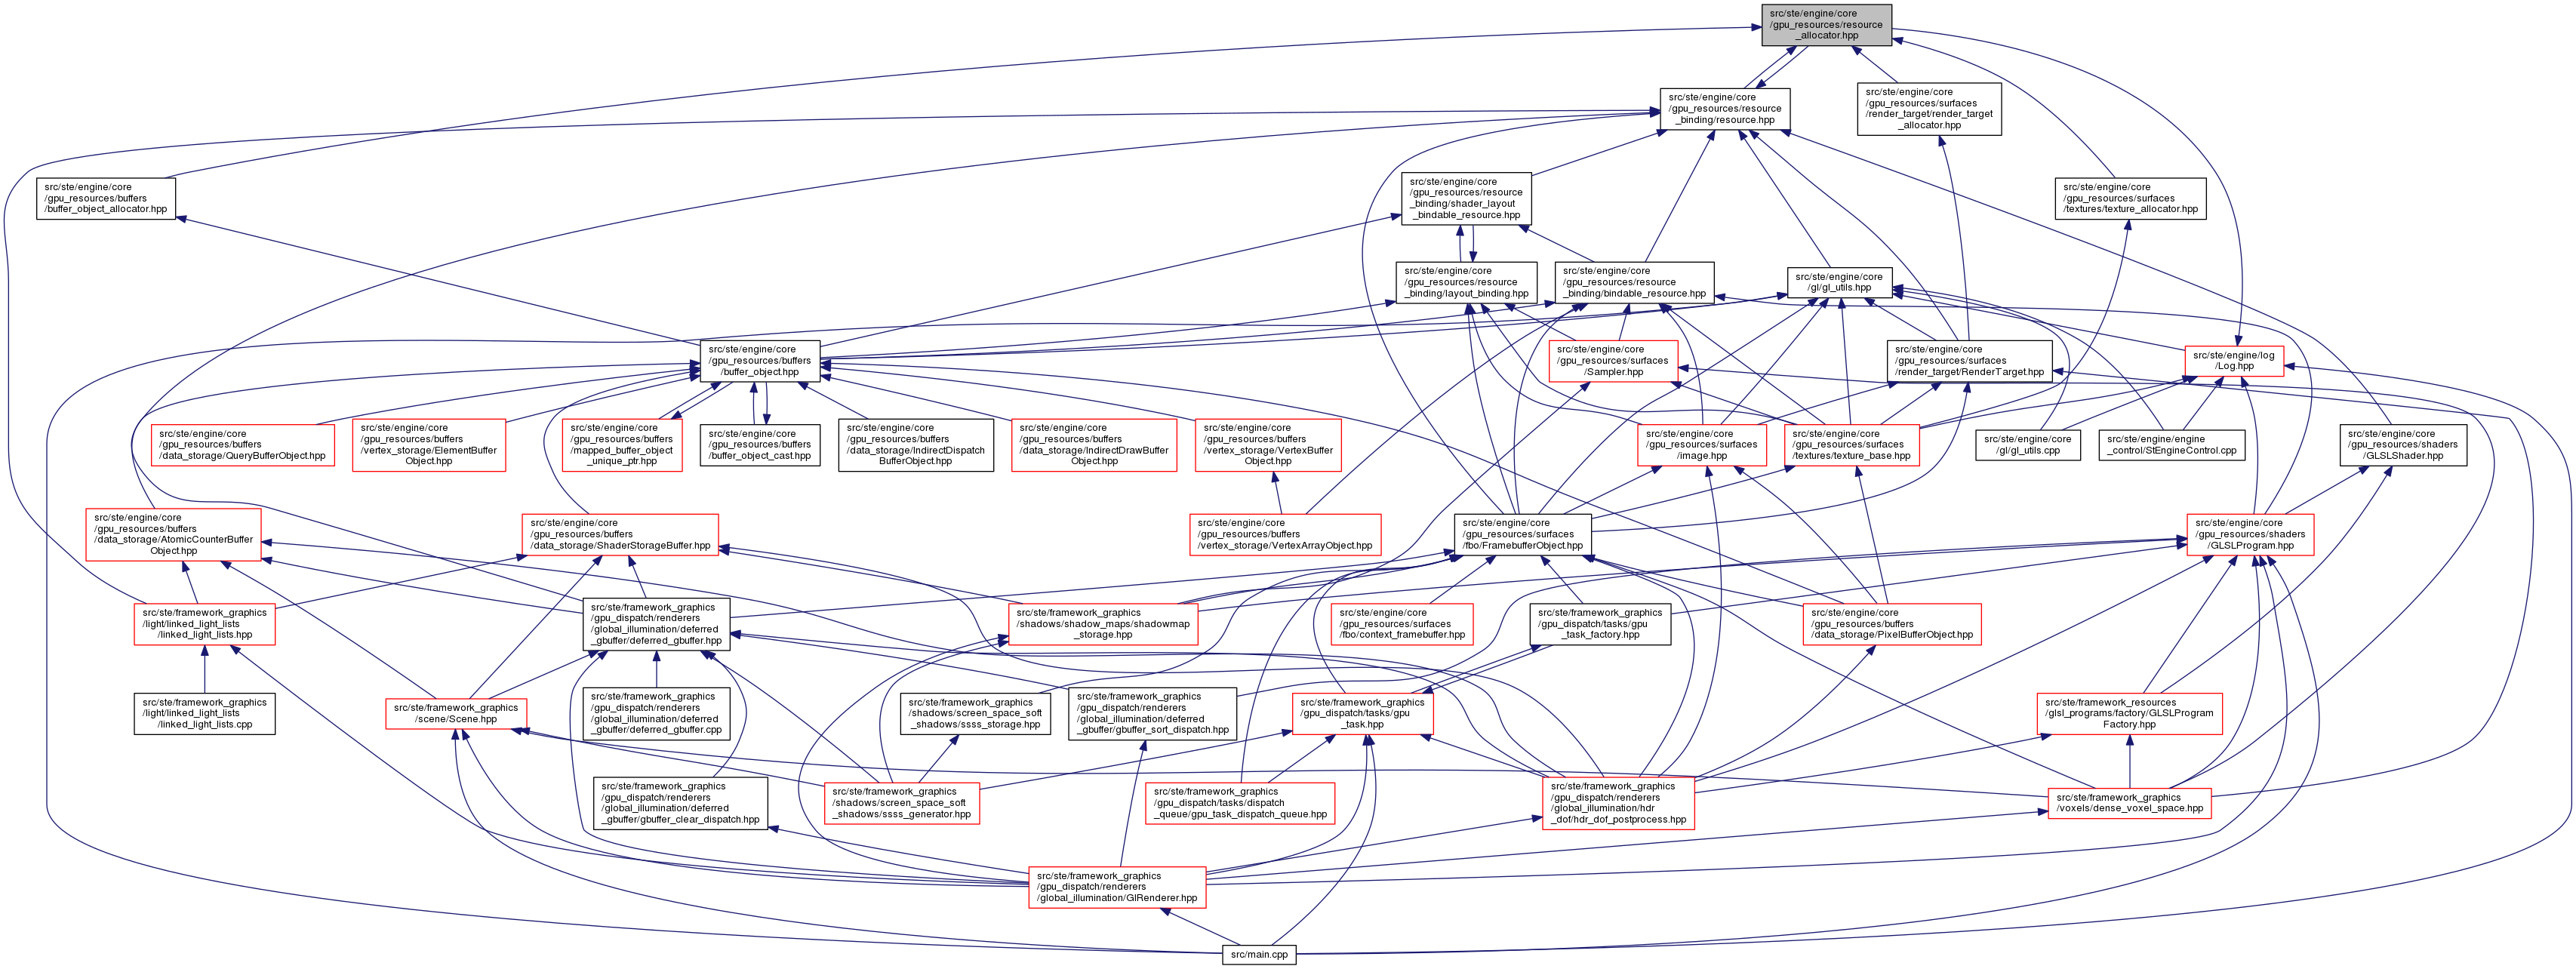 src/ste/engine/core
/gpu_resources/resource
_allocator.hpp
src/ste/engine/core
/gpu_resources/surfaces
/render_target/render_target
_allocator.hpp
src/ste/engine/core
/gpu_resources/resource
_binding/resource.hpp
src/ste/engine/core
/gpu_resources/buffers
/buffer_object_allocator.hpp
src/ste/engine/core
/gpu_resources/resource
_binding/shader_layout
_bindable_resource.hpp
src/ste/engine/core
/gpu_resources/surfaces
/textures/texture_allocator.hpp
src/ste/engine/core
/gpu_resources/resource
_binding/layout_binding.hpp
src/ste/engine/core
/gpu_resources/resource
_binding/bindable_resource.hpp
src/ste/engine/core
/gl/gl_utils.hpp
src/ste/engine/core
/gpu_resources/buffers
/buffer_object.hpp
src/ste/engine/core
/gpu_resources/surfaces
/Sampler.hpp
src/ste/engine/core
/gpu_resources/surfaces
/render_target/RenderTarget.hpp
src/ste/engine/log
/Log.hpp
src/ste/engine/core
/gpu_resources/buffers
/data_storage/QueryBufferObject.hpp
src/ste/engine/core
/gpu_resources/buffers
/vertex_storage/ElementBuffer
Object.hpp
src/ste/engine/core
/gpu_resources/buffers
/mapped_buffer_object
_unique_ptr.hpp
src/ste/engine/core
/gpu_resources/buffers
/buffer_object_cast.hpp
src/ste/engine/core
/gpu_resources/buffers
/data_storage/IndirectDispatch
BufferObject.hpp
src/ste/engine/core
/gpu_resources/buffers
/data_storage/IndirectDrawBuffer
Object.hpp
src/ste/engine/core
/gpu_resources/buffers
/vertex_storage/VertexBuffer
Object.hpp
src/ste/engine/core
/gpu_resources/surfaces
/image.hpp
src/ste/engine/core
/gpu_resources/surfaces
/textures/texture_base.hpp
src/ste/engine/core
/gl/gl_utils.cpp
src/ste/engine/engine
_control/StEngineControl.cpp
src/ste/engine/core
/gpu_resources/shaders
/GLSLShader.hpp
src/ste/engine/core
/gpu_resources/buffers
/data_storage/AtomicCounterBuffer
Object.hpp
src/ste/engine/core
/gpu_resources/buffers
/data_storage/ShaderStorageBuffer.hpp
src/ste/engine/core
/gpu_resources/buffers
/vertex_storage/VertexArrayObject.hpp
src/ste/engine/core
/gpu_resources/surfaces
/fbo/FramebufferObject.hpp
src/ste/engine/core
/gpu_resources/shaders
/GLSLProgram.hpp
src/ste/framework_graphics
/light/linked_light_lists
/linked_light_lists.hpp
src/ste/framework_graphics
/gpu_dispatch/renderers
/global_illumination/deferred
_gbuffer/deferred_gbuffer.hpp
src/ste/framework_graphics
/shadows/shadow_maps/shadowmap
_storage.hpp
src/ste/engine/core
/gpu_resources/surfaces
/fbo/context_framebuffer.hpp
src/ste/framework_graphics
/gpu_dispatch/tasks/gpu
_task_factory.hpp
src/ste/engine/core
/gpu_resources/buffers
/data_storage/PixelBufferObject.hpp
src/ste/framework_graphics
/light/linked_light_lists
/linked_light_lists.cpp
src/ste/framework_graphics
/scene/Scene.hpp
src/ste/framework_graphics
/gpu_dispatch/renderers
/global_illumination/deferred
_gbuffer/deferred_gbuffer.cpp
src/ste/framework_graphics
/shadows/screen_space_soft
_shadows/ssss_storage.hpp
src/ste/framework_graphics
/gpu_dispatch/renderers
/global_illumination/deferred
_gbuffer/gbuffer_sort_dispatch.hpp
src/ste/framework_graphics
/gpu_dispatch/tasks/gpu
_task.hpp
src/ste/framework_resources
/glsl_programs/factory/GLSLProgram
Factory.hpp
src/ste/framework_graphics
/gpu_dispatch/renderers
/global_illumination/deferred
_gbuffer/gbuffer_clear_dispatch.hpp
src/ste/framework_graphics
/shadows/screen_space_soft
_shadows/ssss_generator.hpp
src/ste/framework_graphics
/gpu_dispatch/tasks/dispatch
_queue/gpu_task_dispatch_queue.hpp
src/ste/framework_graphics
/gpu_dispatch/renderers
/global_illumination/hdr
_dof/hdr_dof_postprocess.hpp
src/ste/framework_graphics
/voxels/dense_voxel_space.hpp
src/ste/framework_graphics
/gpu_dispatch/renderers
/global_illumination/GIRenderer.hpp
src/main.cpp